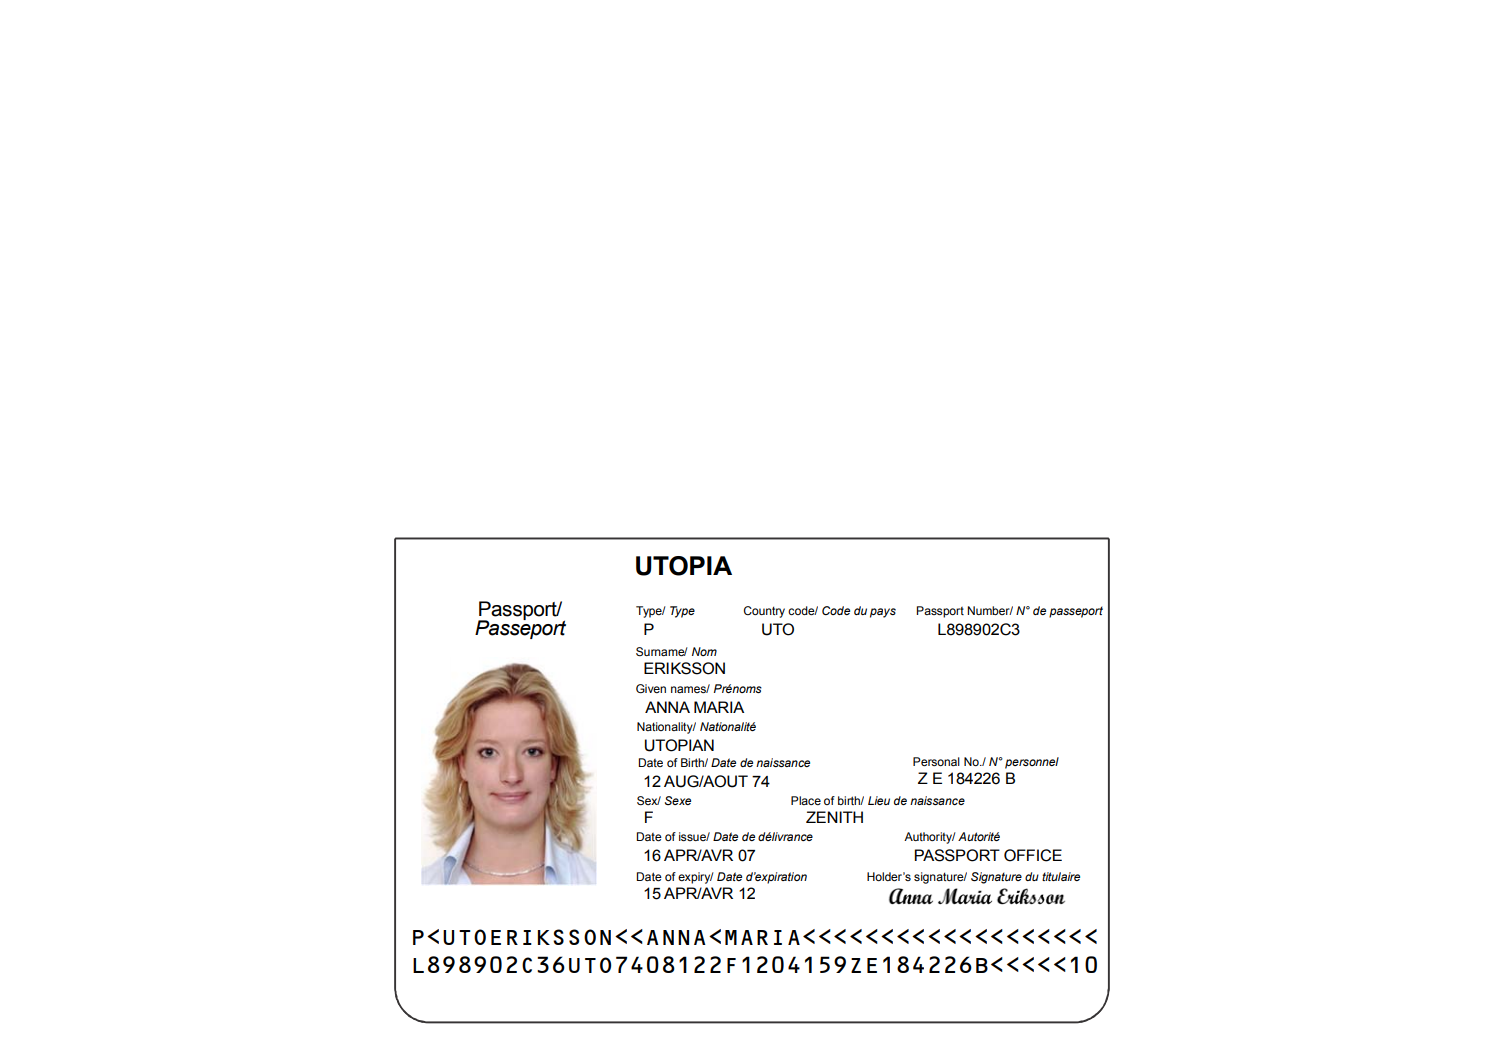 UTOPIA
Passport/
Passeport
Type/ Type Country code/ Code du pays Passport Number/ N° de passeport
P UTO L898902C3
Surname/ Nom
ERIKSSON
Given names/ Prénoms
ANNA MARIA
Nationality/ Nationalité
UTOPIAN
Date of Birth/ Date de naissance Personal No./ N° personnel
12 AUG/AOUT 74 Z E 184226 B
Sex/ Sexe Place of birth/ Lieu de naissance
F ZENITH
Date of issue/ Date de délivrance Authority/ Autorité
16 APR/AVR 07 PASSPORT OFFICE
Date of expiry/ Date d'expiration Holder's signature/ Signature du titulaire
15 APR/AVR 12 Anna Maria Eriksson
P<UTOERIKSSON<<ANNA<MARIA<<<<<<<<<<<<<<<<<<<
L898902C36UTO7408122F1204159ZE184226B<<<<<10